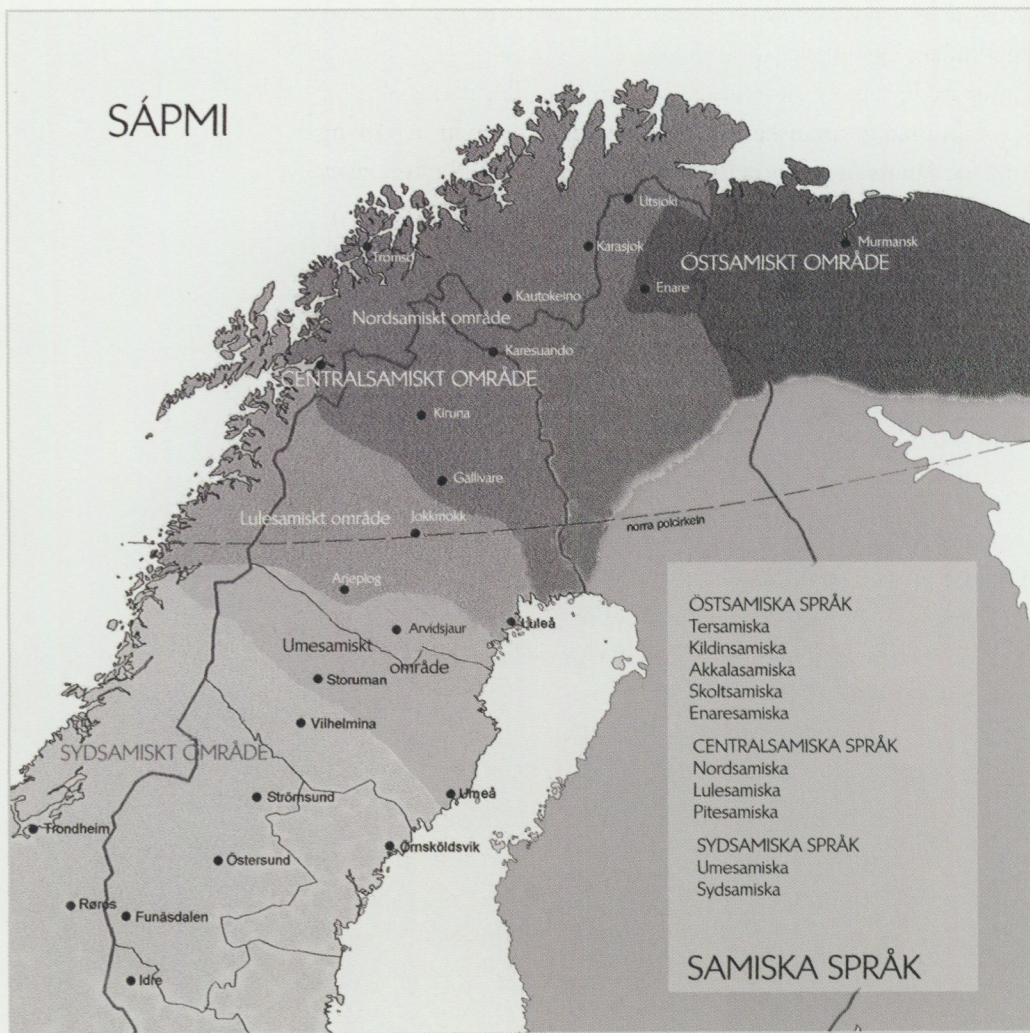 SÁPMI
Utsjoki
Murmansk
Tromsö
Karasjok
ÖSTSAMISKT OMRÅDE
Enare
Kautokeino
Nordsamiskt område
Karesuando
CENTRALSAMISKT OMRÅDE
Kiruna
Gällivare
Lulesamiskt område
Jokkmokk
norra polcirkeln
Arjeplog
Luleå
Arvidsjaur
Umesamiskt
område
Storuman
Vilhelmina
SYDSAMISKT OMRÅDE
Umeå
Strömsund
Trondheim
Ørnsköldsvik
Östersund
Røros
Funäsdalen
Idre
ÖSTSAMISKA SPRÅK
Tersamiska
Kildinsamiska
Akkalasamiska
Skoltsamiska
Enaresamiska
CENTRALSAMISKA SPRÅK
Nordsamiska
Lulesamiska
Pitesamiska
SYDSAMISKA SPRÅK
Umesamiska
Sydsamiska
SAMISKA SPRÅK